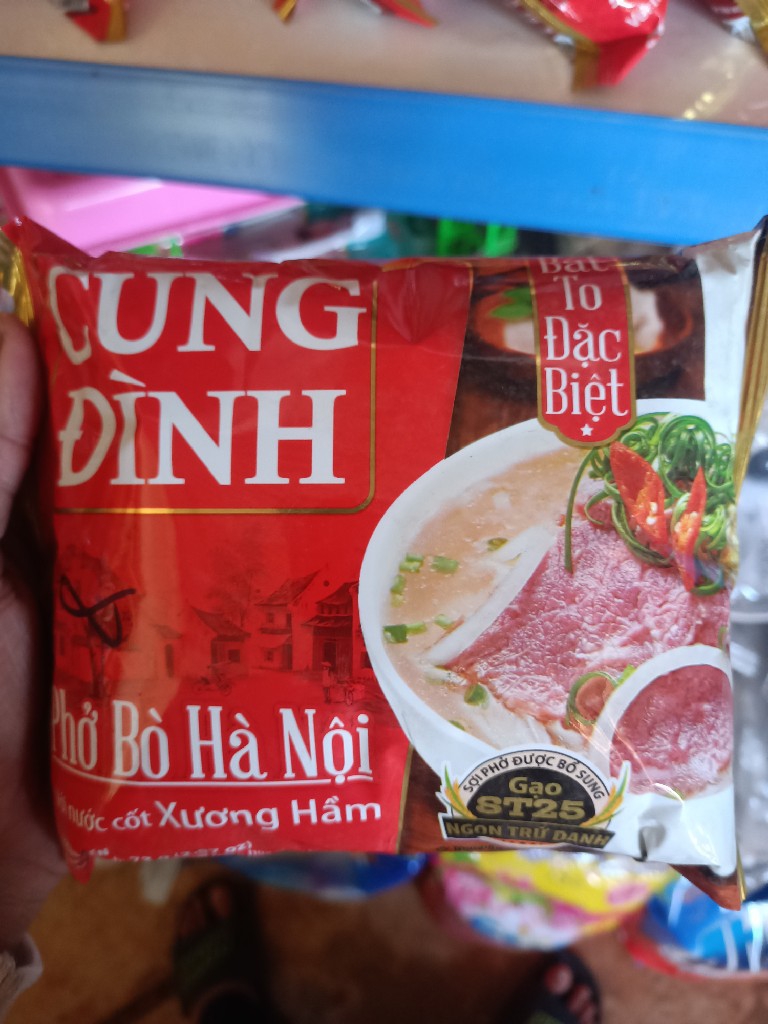 CUNG
ĐÌNH
Bát
To
Đặc
Biệt
Phở Bò Hà Nội
nước cốt Xương Hầm
SỢI PHỞ ĐƯỢC BỔ SUNG
Gạo
ST25
NGON TRỨ DANH